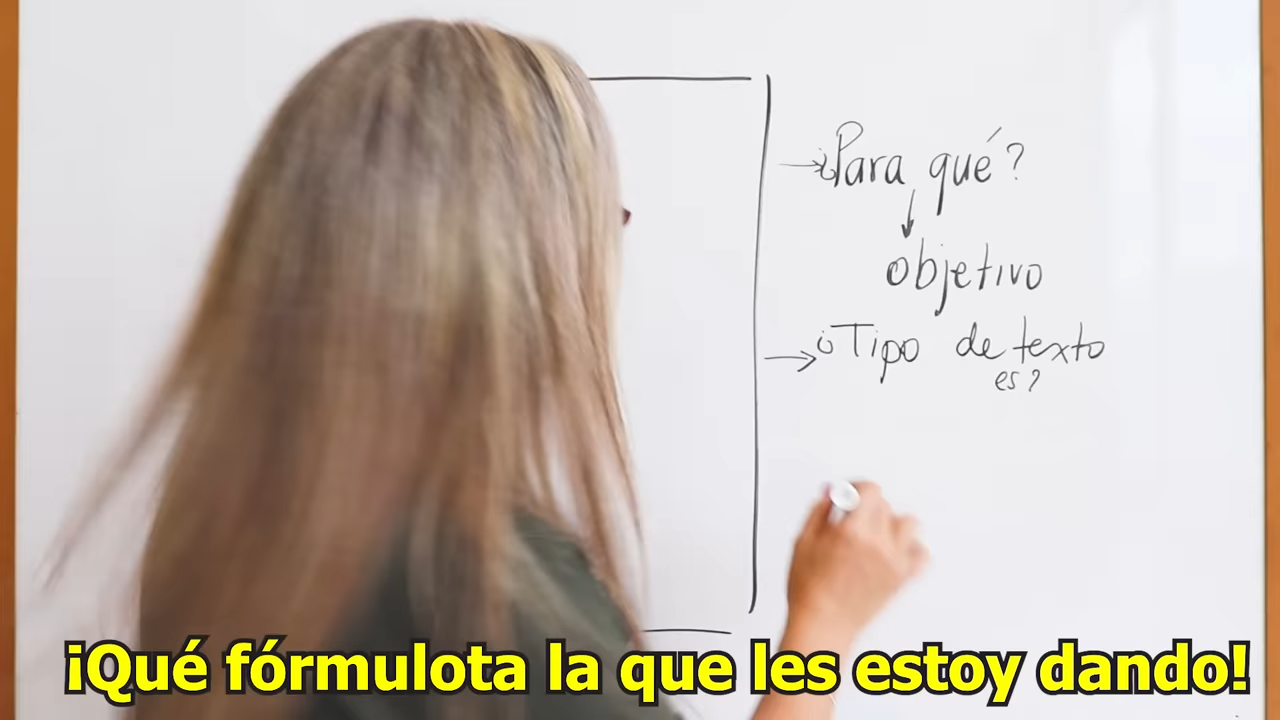 ¿Para qué?
objetivo
¿Tipo de texto
es?
¡Qué fórmulota la que les estoy dando!